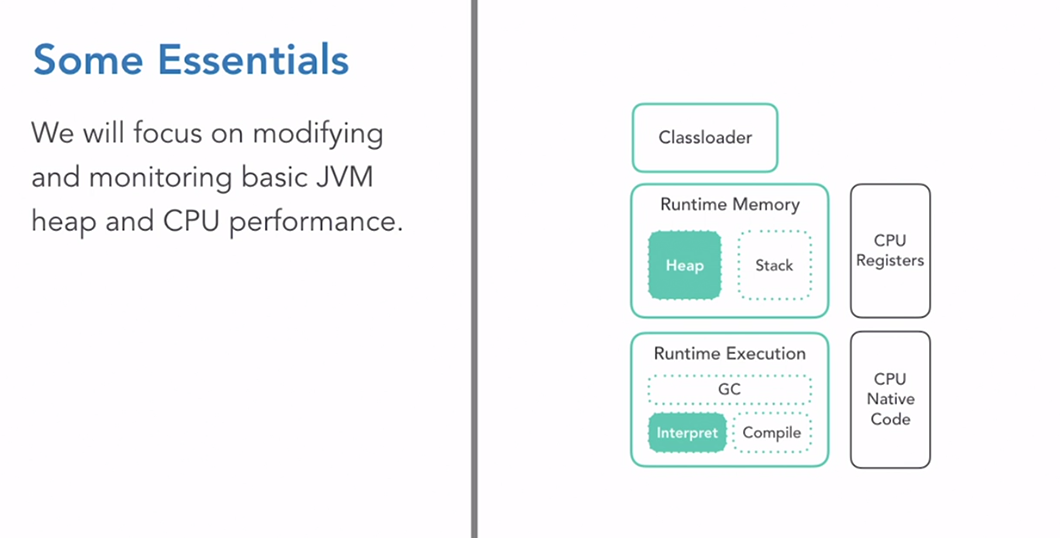 Some Essentials
We will focus on modifying
and monitoring basic JVM
heap and CPU performance.
Classloader
Runtime Memory
Heap
Stack
CPU
Registers
Runtime Execution
GC
Interpret
Compile
CPU
Native
Code